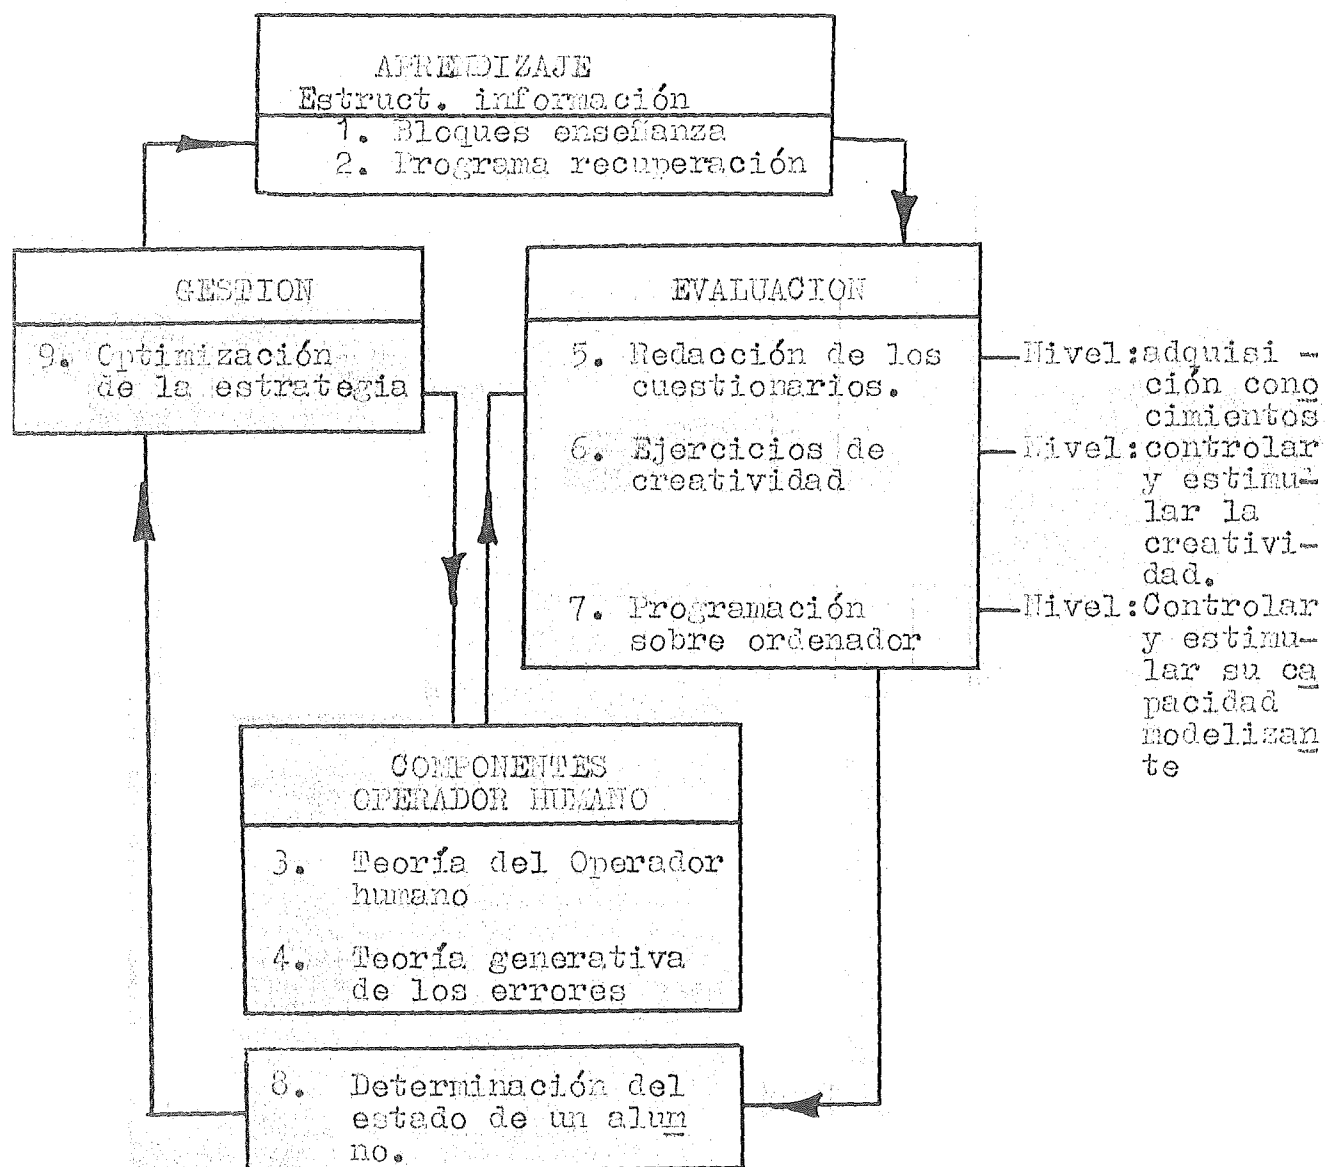 APRENDIZAJE
Estruct. información
1. Bloques enseñanza
2. Programa recuperación
GESTION
9. Optimización
de la estrategia
EVALUACION
5. Redacción de los
cuestionarios.
6. Ejercicios de
creatividad
7. Programación
sobre ordenador
Nivel:adquisi -
ción cono
cimientos
Nivel:controlar
y estimu-
lar la
creativi-
dad.
Nivel:Controlar
y estimu-
lar su ca
pacidad
modelizan
te
COMPONENTES
OPERADOR HUMANO
3. Teoría del Operador
humano
4. Teoría generativa
de los errores
8. Determinación del
estado de un alum
no.